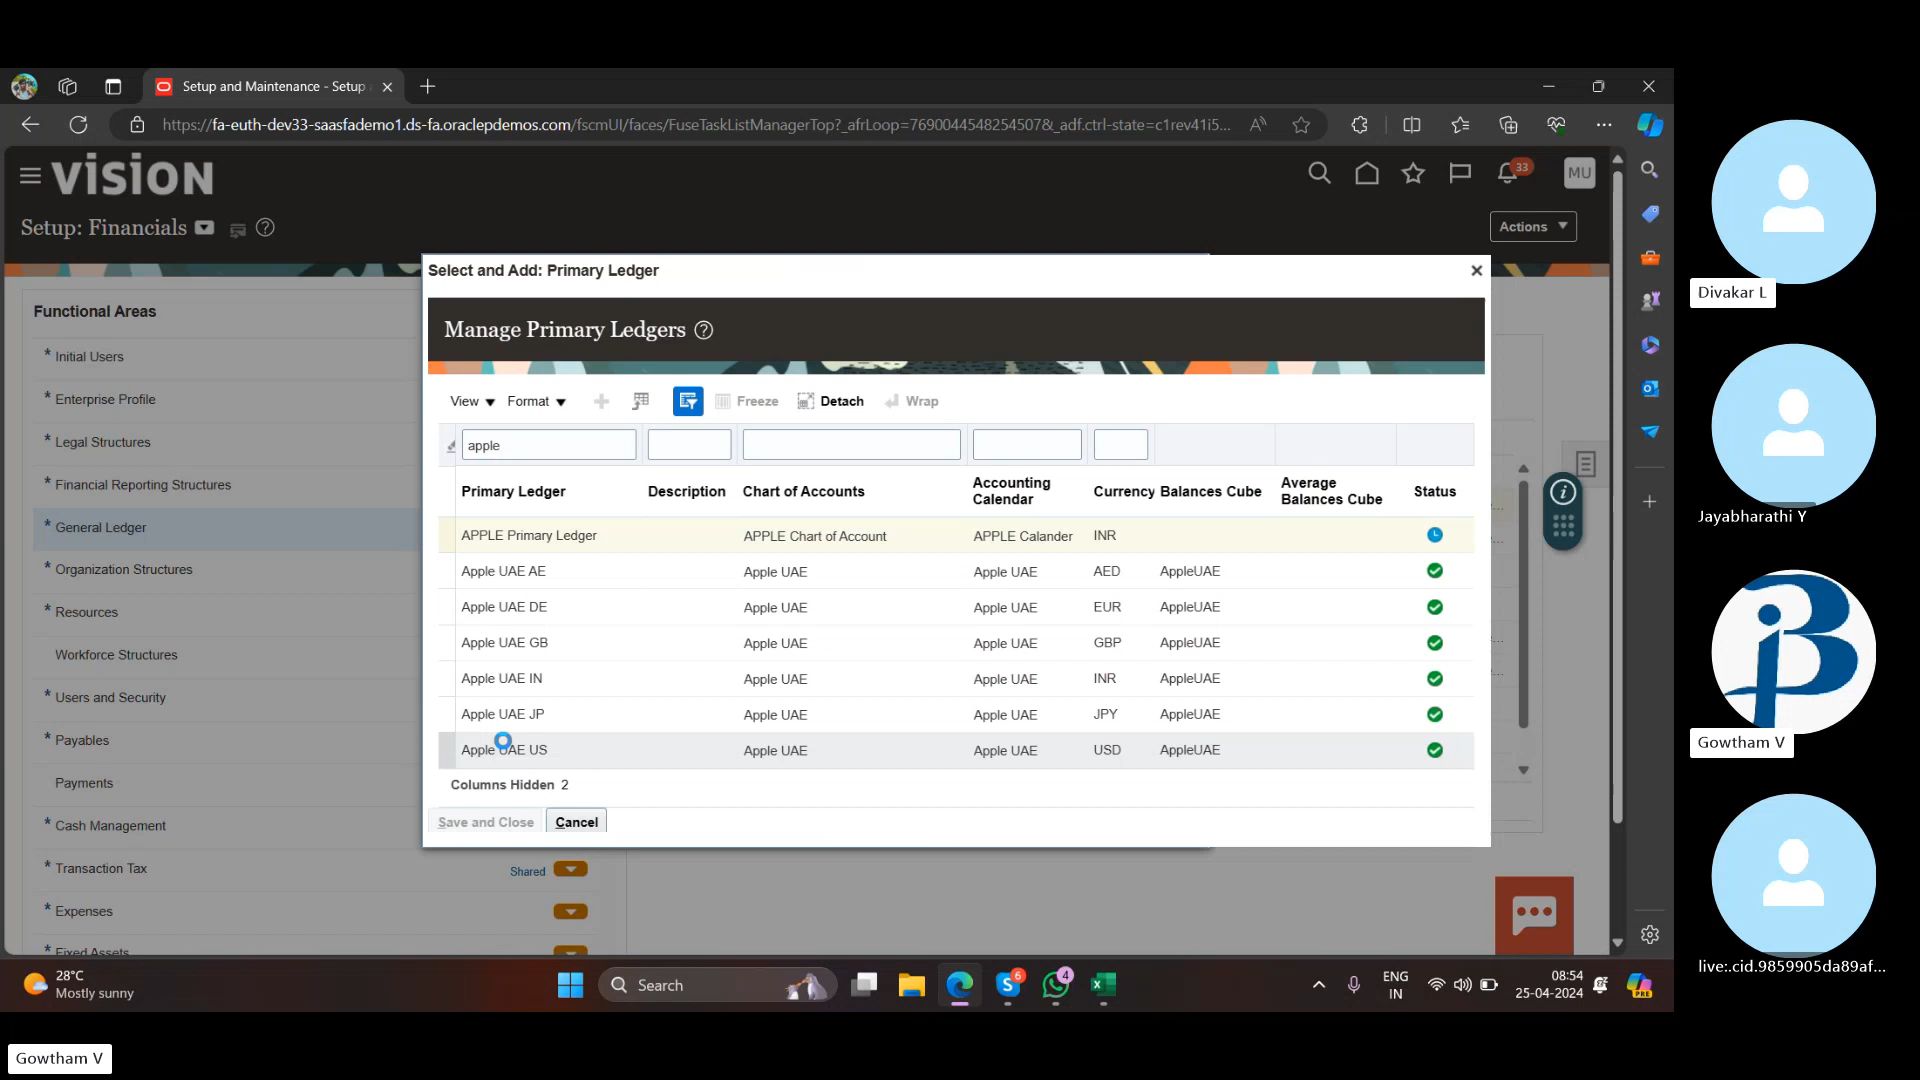 Setup and Maintenance - Setup
https://fa-euth-dev33-saasfademo1.ds-fa.oraclepdemos.com/fscmUI/faces/FuseTaskListManagerTop?_afrLoop=7690044548254507&_adf.ctrl-state=c1rev41i5...
VISION
33
MU
Setup: Financials
Actions
Functional Areas
* Initial Users
* Enterprise Profile
* Legal Structures
* Financial Reporting Structures
* General Ledger
* Organization Structures
* Resources
Workforce Structures
* Users and Security
* Payables
Payments
* Cash Management
* Transaction Tax Shared
* Expenses
* Fixed Assets
Select and Add: Primary Ledger
Manage Primary Ledgers
View Format Freeze Detach Wrap
apple
Primary Ledger Description Chart of Accounts Accounting Calendar Currency Balances Cube Average Balances Cube Status
APPLE Primary Ledger APPLE Chart of Account APPLE Calander INR
Apple UAE AE Apple UAE Apple UAE AED AppleUAE
Apple UAE DE Apple UAE Apple UAE EUR AppleUAE
Apple UAE GB Apple UAE Apple UAE GBP AppleUAE
Apple UAE IN Apple UAE Apple UAE INR AppleUAE
Apple UAE JP Apple UAE Apple UAE JPY AppleUAE
Apple UAE US Apple UAE Apple UAE USD AppleUAE
Columns Hidden 2
Save and Close Cancel
Divakar L
Jayabharathi Y
Gowtham V
live:.cid.9859905da89af...
28°C
Mostly sunny
Search
6
4
ENG
IN
08:54
25-04-2024
PRE
Gowtham V